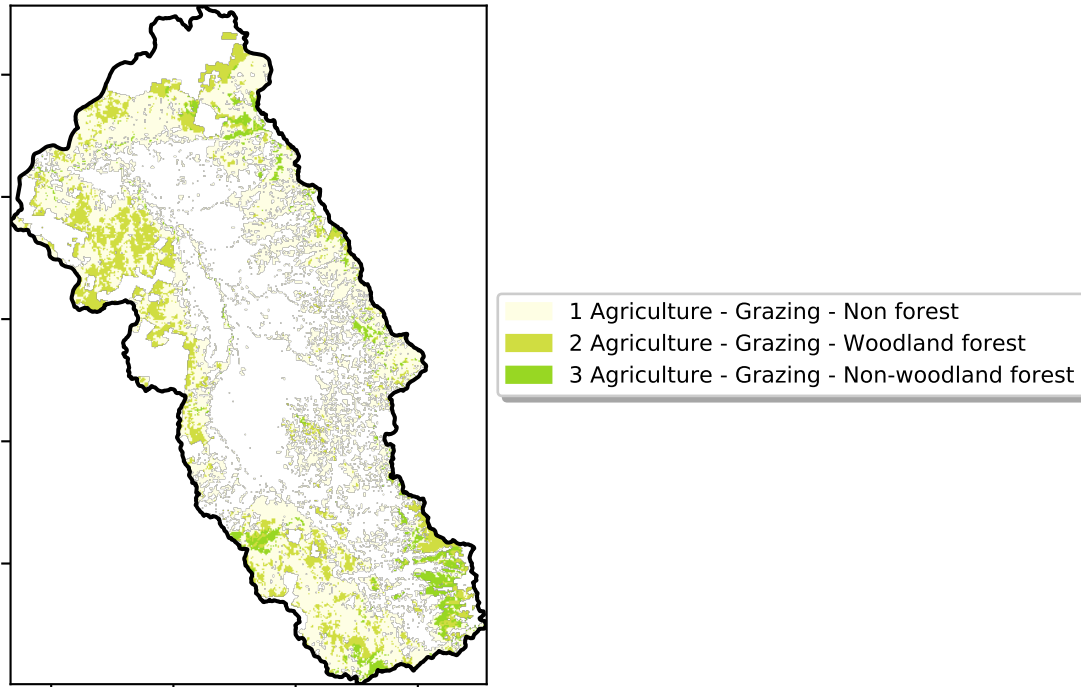 1 Agriculture - Grazing - Non forest
2 Agriculture - Grazing - Woodland forest
3 Agriculture - Grazing - Non-woodland forest